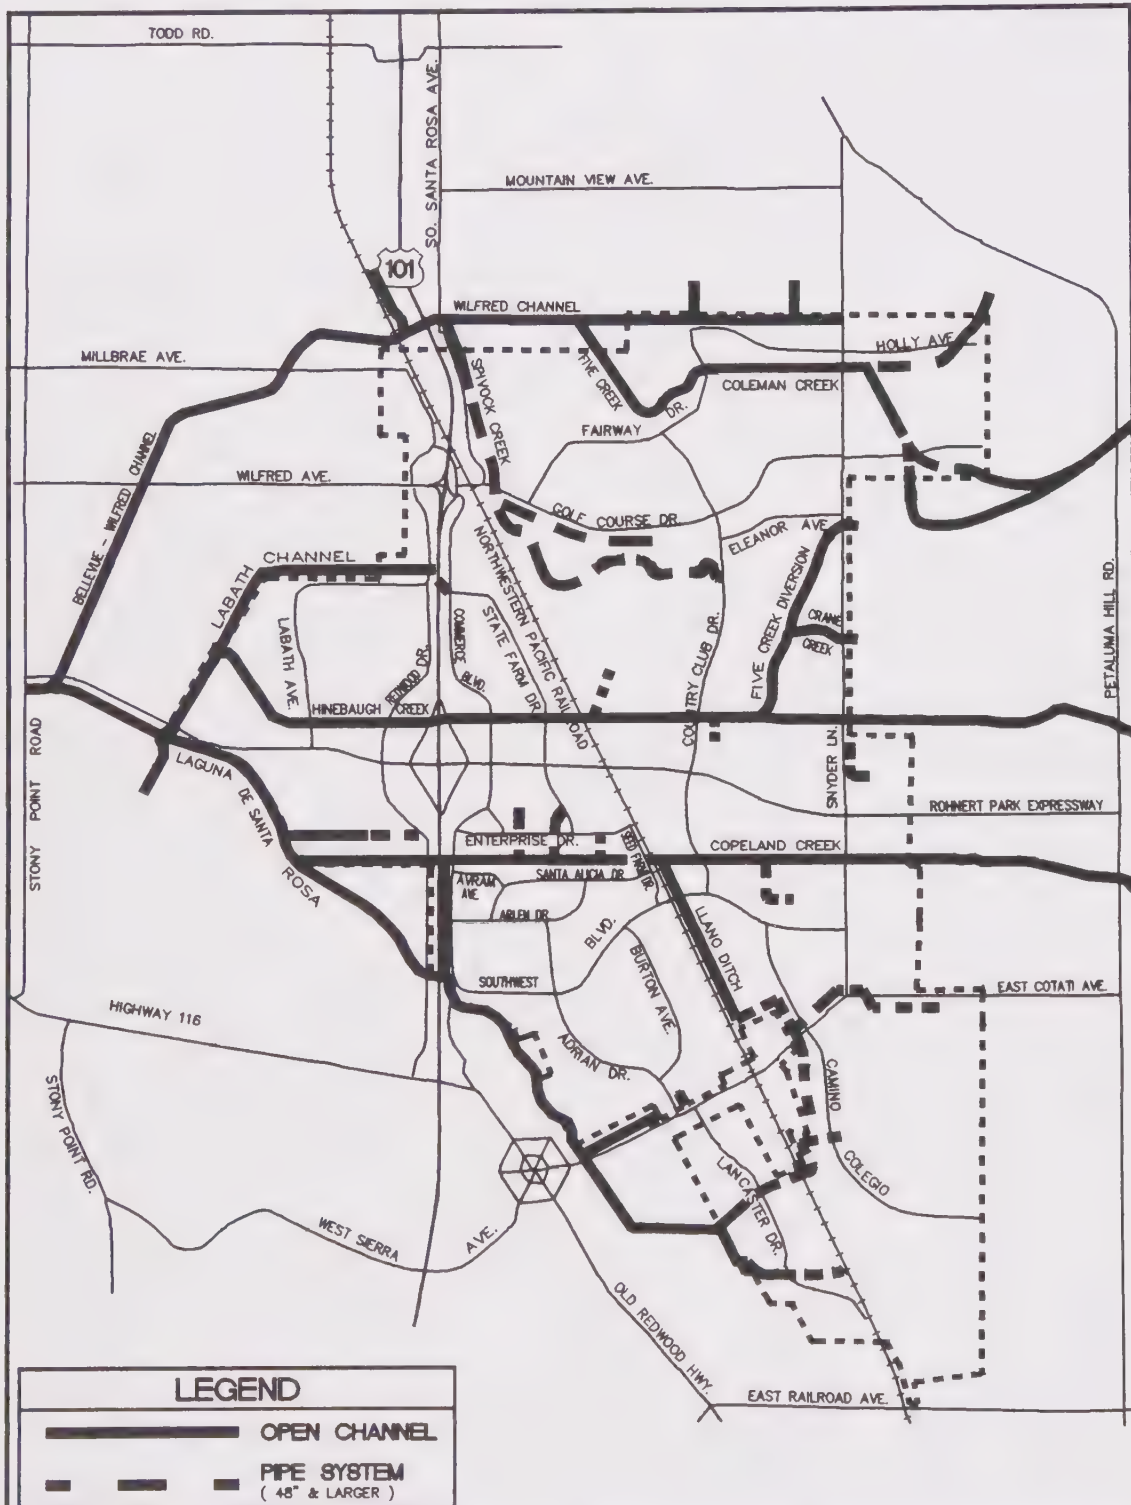 TODD RD.
SO. SANTA ROSA AVE.
MOUNTAIN VIEW AVE.
101
WILFRED CHANNEL
MILLBRAE AVE.
HOLLY AVE.
SPIVOCK CREEK
FIVE CREEK
DR.
COLEMAN CREEK
FAIRWAY
BELLEVUE - WILFRED CHANNEL
WILFRED AVE.
GOLF COURSE DR.
ELEANOR AVE.
NORTHWESTERN PACIFIC RAILROAD
LABATH CHANNEL
FIVE CREEK DIVERSION
CRANE CREEK
PETALUMA HILL RD.
LABATH AVE.
COMMERCE BLVD.
STATE FARM DR.
REDWOOD DR.
COUNTRY CLUB DR.
HINEBAUGH CREEK
STONY POINT ROAD
SNYDER LN.
LAGUNA DE SANTA ROSA
ROHNERT PARK EXPRESSWAY
ENTERPRISE DR.
SEED FARM DR.
COPELAND CREEK
AVRAM AVE
SANTA ALICIA DR
ARLEN DR.
LLANO DITCH
SOUTHWEST BLVD.
BURTON AVE.
EAST COTATI AVE.
HIGHWAY 116
ADRIAN DR.
STONY POINT RD.
CAMINO COLEGIO
LANCASTER DR.
WEST SIERRA AVE.
OLD REDWOOD HWY.
EAST RAILROAD AVE.
LEGEND
OPEN CHANNEL
PIPE SYSTEM
( 48" & LARGER )